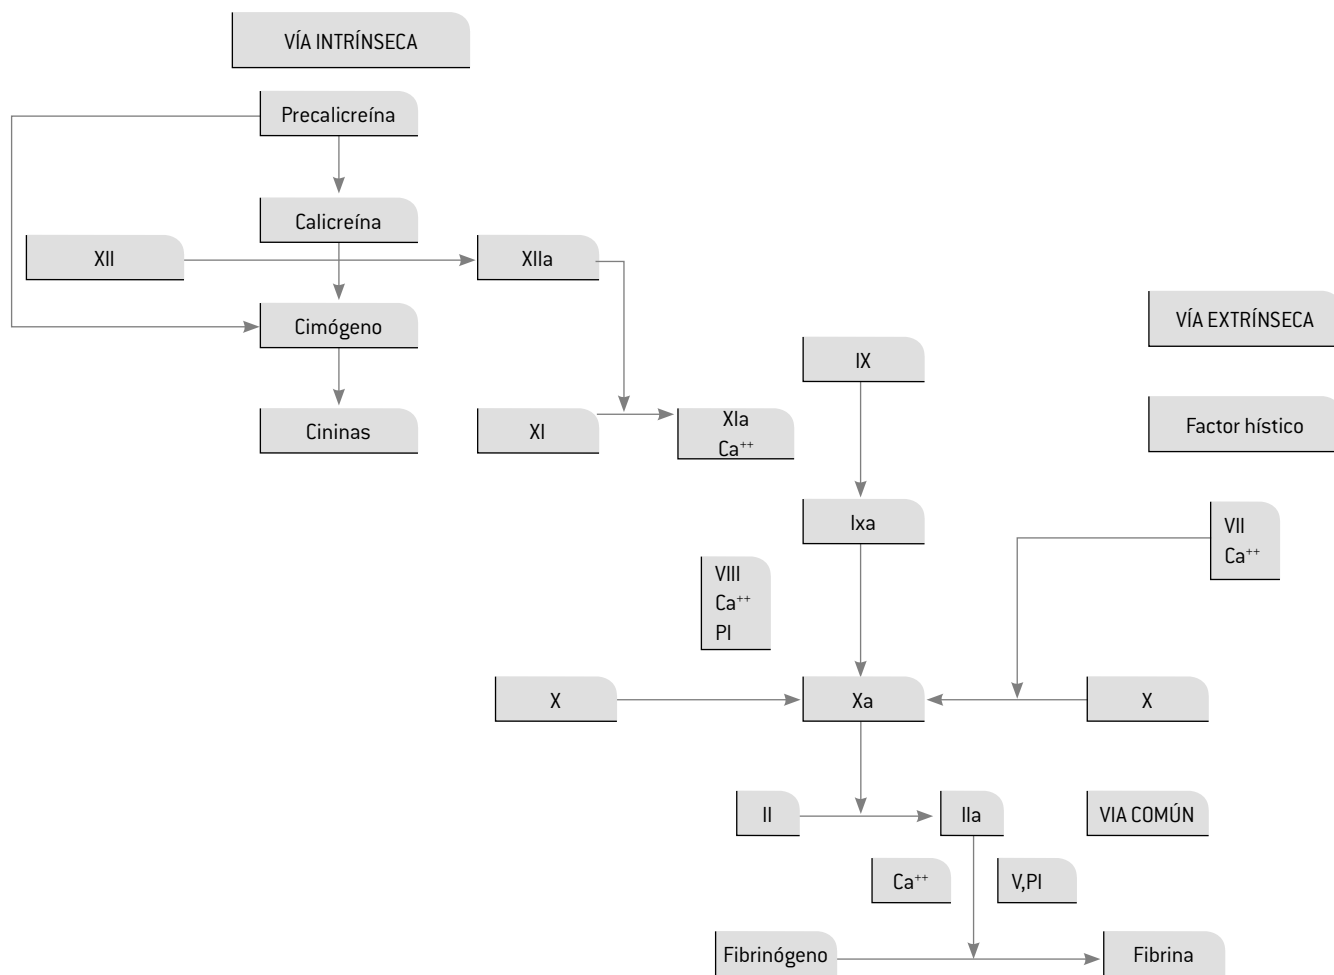 VÍA INTRÍNSECA
Precalicreína
Calicreína
XII
XIIa
Cimógeno
VÍA EXTRÍNSECA
IX
Cininas
XI
XIa
Ca⁺⁺
Factor hístico
Ixa
VII
Ca⁺⁺
VIII
Ca⁺⁺
PI
X
Xa
X
II
IIa
VIA COMÚN
Ca⁺⁺
V,PI
Fibrinógeno
Fibrina